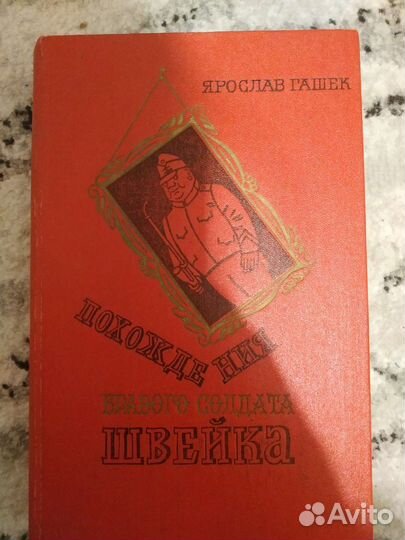 ЯРОСЛАВ ГАШЕК
ПОХОЖДЕНИЯ
БРАВОГО СОЛДАТА
ШВЕЙКА
Avito